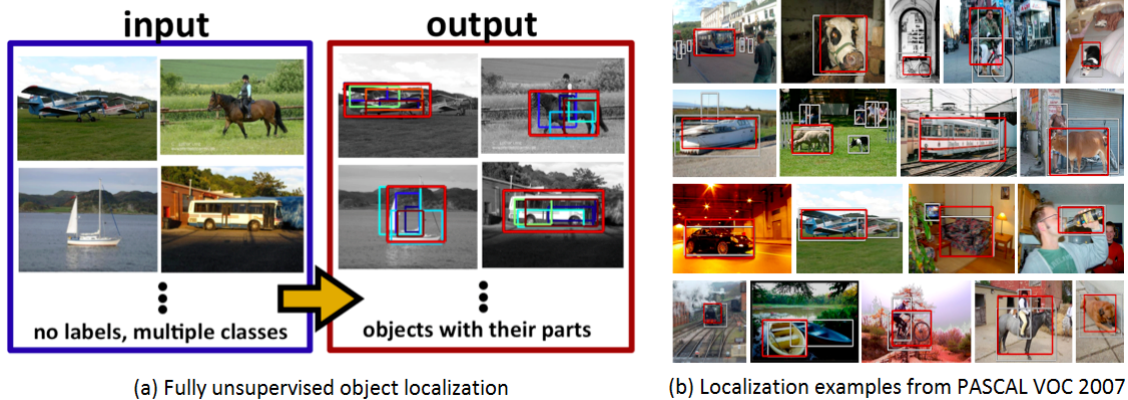 input
output
no labels, multiple classes
objects with their parts
(a) Fully unsupervised object localization
(b) Localization examples from PASCAL VOC 2007